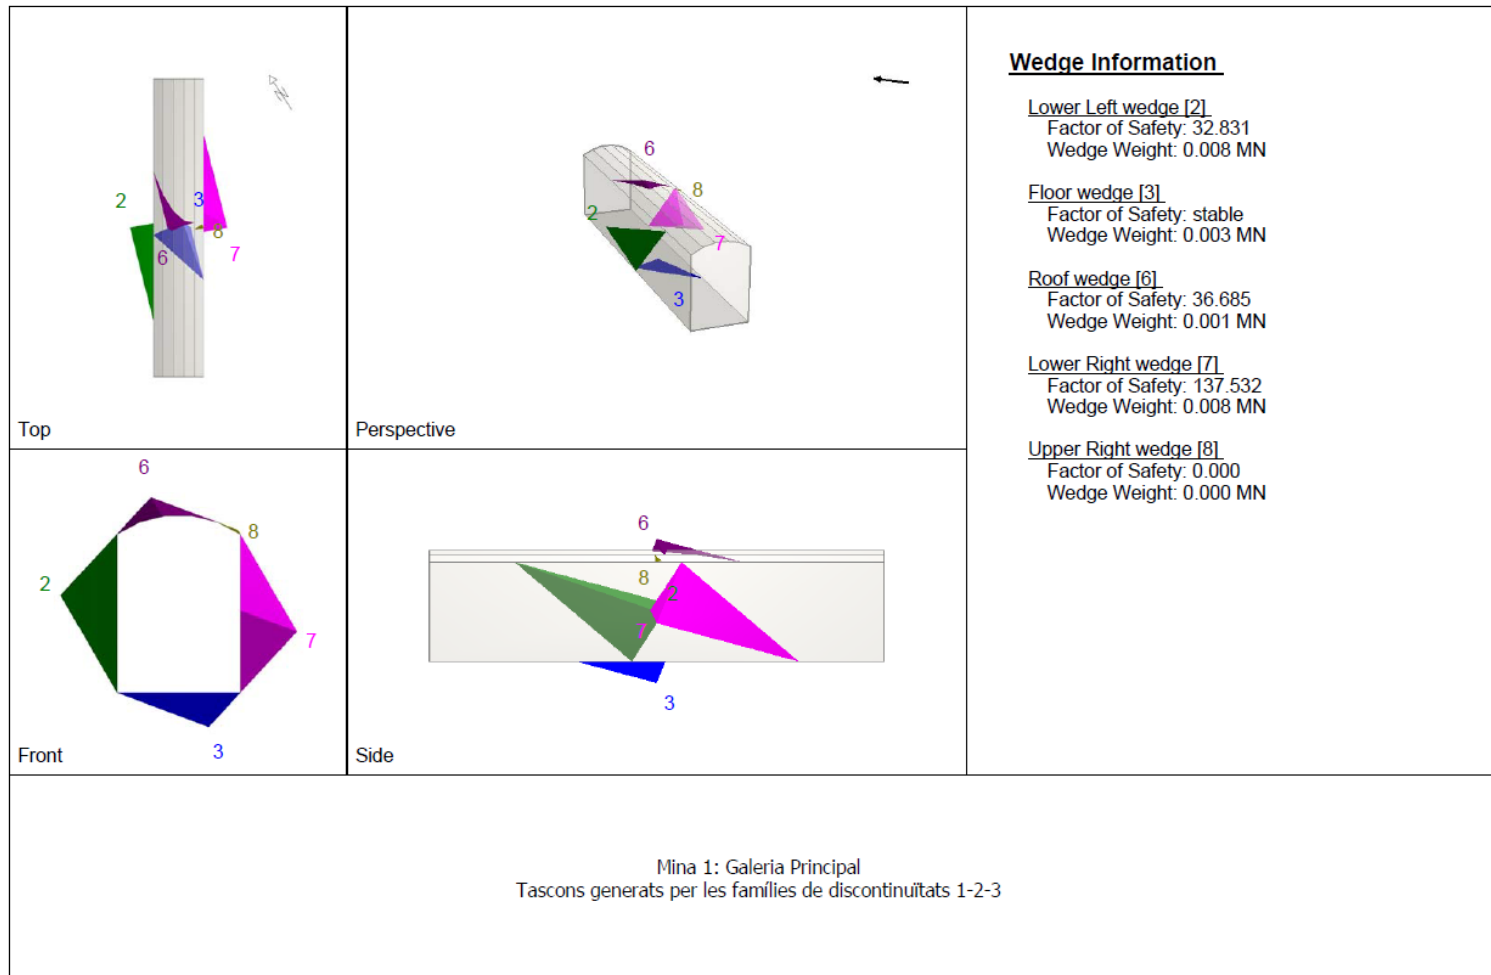 N
2
3
8
6
7
Top
6
8
2
7
3
Perspective
6
8
2
7
3
Front
6
8
2
7
3
Side
Wedge Information
Lower Left wedge [2]
Factor of Safety: 32.831
Wedge Weight: 0.008 MN
Floor wedge [3]
Factor of Safety: stable
Wedge Weight: 0.003 MN
Roof wedge [6]
Factor of Safety: 36.685
Wedge Weight: 0.001 MN
Lower Right wedge [7]
Factor of Safety: 137.532
Wedge Weight: 0.008 MN
Upper Right wedge [8]
Factor of Safety: 0.000
Wedge Weight: 0.000 MN
Mina 1: Galeria Principal
Tascons generats per les famílies de discontinuïtats 1-2-3